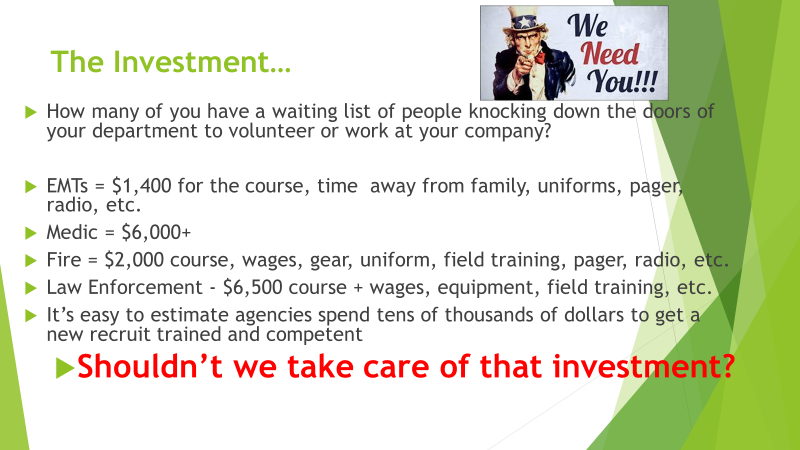 We
Need
You!!!
The Investment…
How many of you have a waiting list of people knocking down the doors of
your department to volunteer or work at your company?
EMTs = $1,400 for the course, time  away from family, uniforms, pager,
radio, etc.
Medic = $6,000+
Fire = $2,000 course, wages, gear, uniform, field training, pager, radio, etc.
Law Enforcement - $6,500 course + wages, equipment, field training, etc.
It’s easy to estimate agencies spend tens of thousands of dollars to get a
new recruit trained and competent
Shouldn’t we take care of that investment?